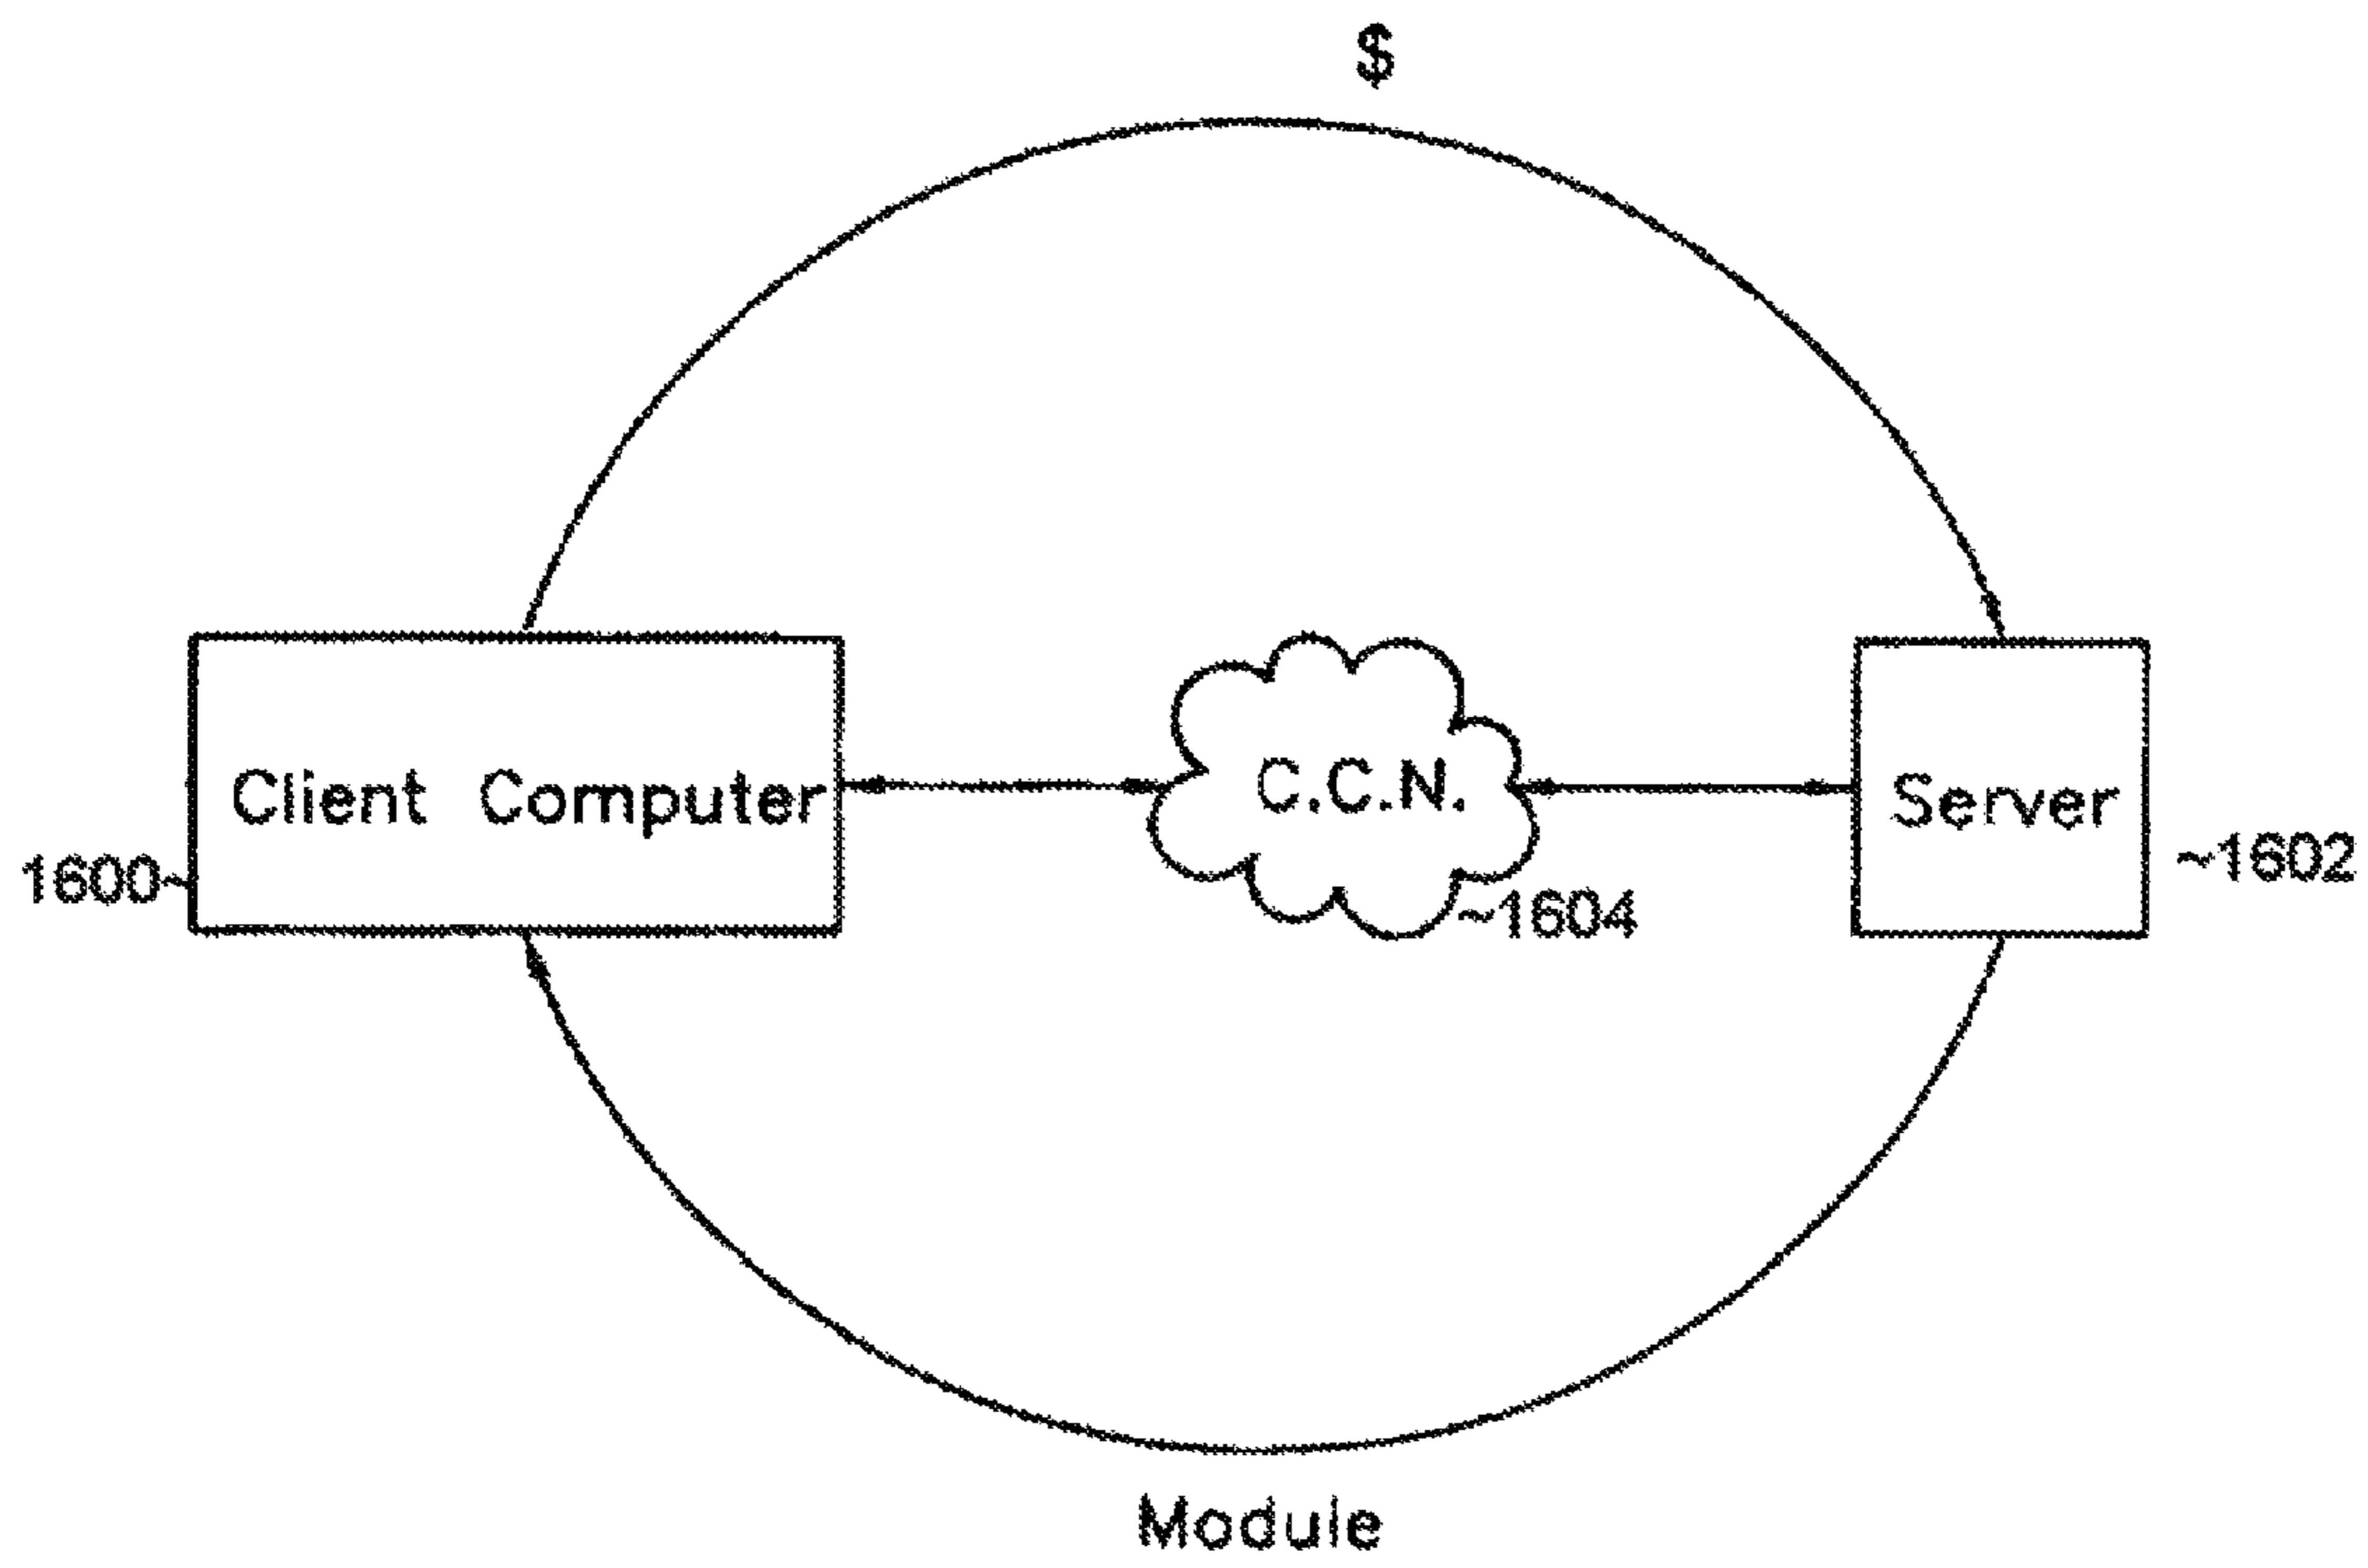 $
Client Computer
C.C.N.
Server
1600~
~1604
~1602
Module